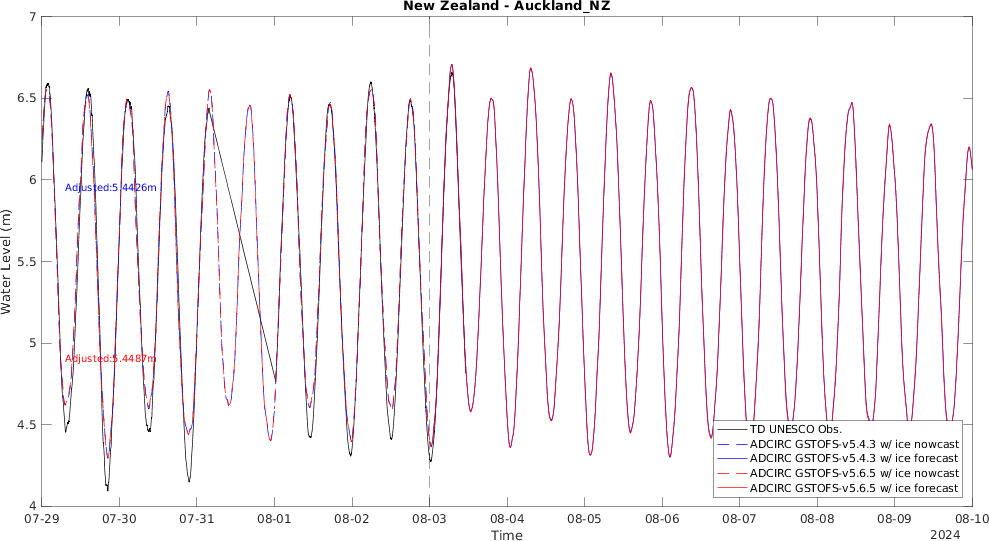 New Zealand - Auckland_NZ
7
6.5
6
5.5
5
4.5
4
Water Level (m)
Adjusted:5.4426m
Adjusted:5.4487m
TD UNESCO Obs.
ADCIRC GSTOFS-v5.4.3 w/ ice nowcast
ADCIRC GSTOFS-v5.4.3 w/ ice forecast
ADCIRC GSTOFS-v5.6.5 w/ ice nowcast
ADCIRC GSTOFS-v5.6.5 w/ ice forecast
07-29 07-30 07-31 08-01 08-02 08-03 08-04 08-05 08-06 08-07 08-08 08-09 08-10
Time
2024